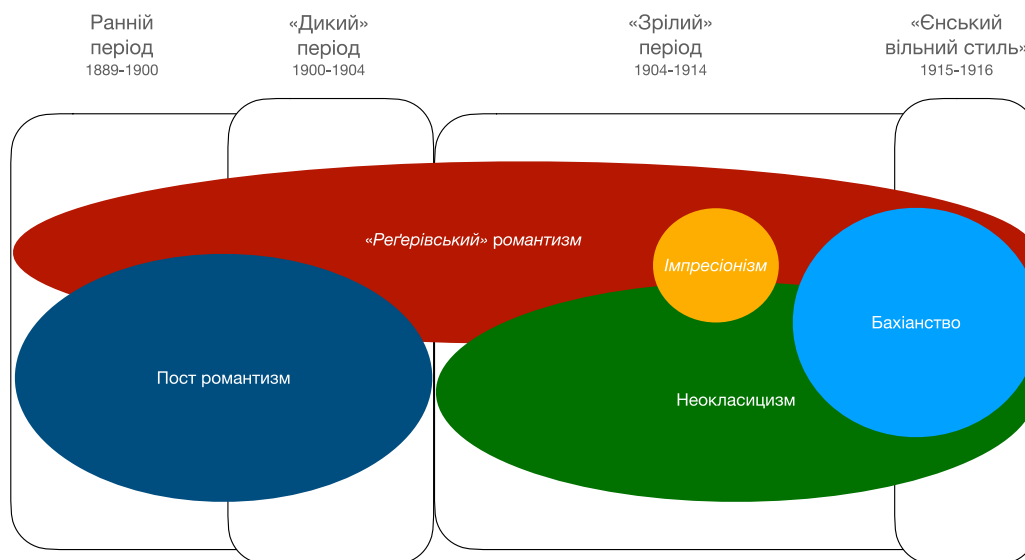 Ранній
період
1889-1900
«Дикий»
період
1900-1904
«Зрілий»
період
1904-1914
«Єнський
вільний стиль»
1915-1916
«Реґерівський» романтизм
Імпресіонізм
Бахіанство
Пост романтизм
Неокласицизм